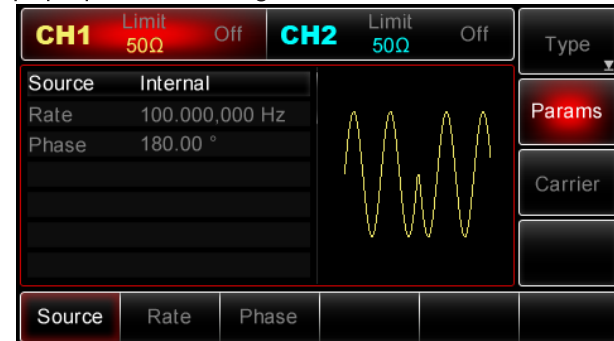 CH1 Limit 50Ω Off CH2 Limit 50Ω Off
Type
Source Internal
Rate 100.000,000 Hz
Phase 180.00 °
Params
Carrier
Source Rate Phase